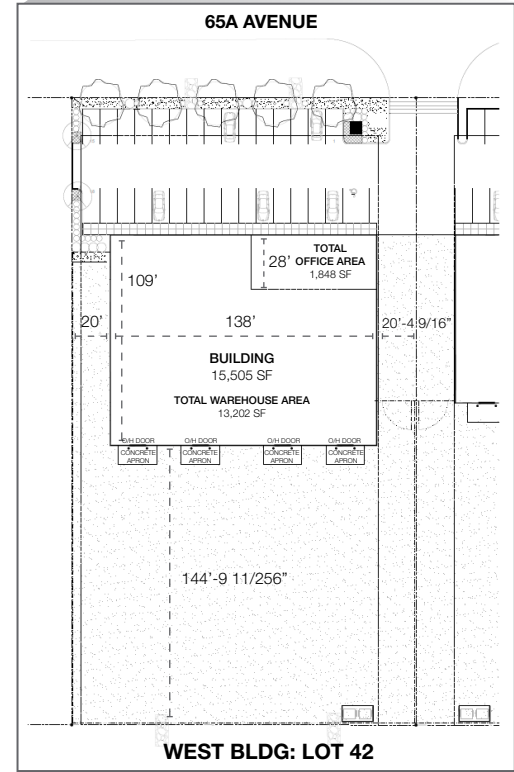 65A AVENUE
TOTAL
OFFICE AREA
1,848 SF
28'
109'
20'
138'
20'-4 9/16"
BUILDING
15,505 SF
TOTAL WAREHOUSE AREA
13,202 SF
O/H DOOR O/H DOOR O/H DOOR O/H DOOR
CONCRETE APRON
CONCRETE APRON
CONCRETE APRON
CONCRETE APRON
144'-9 11/256"
WEST BLDG: LOT 42